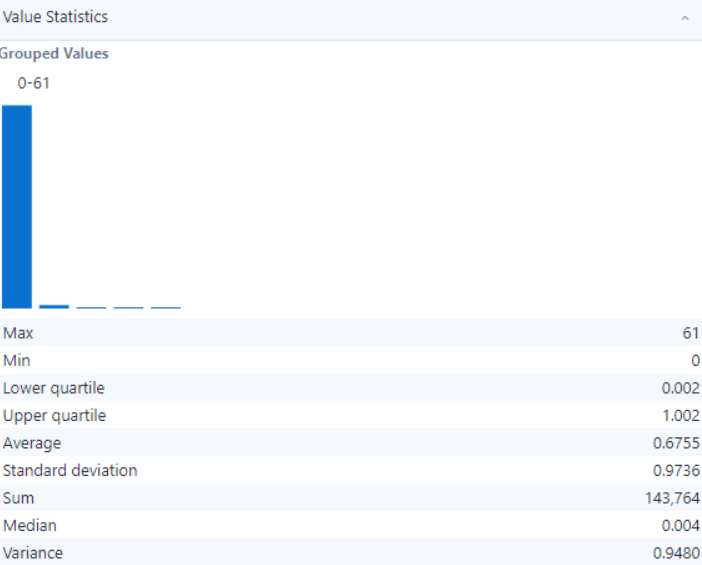 Value Statistics
Grouped Values
0-61
Max 61
Min 0
Lower quartile 0.002
Upper quartile 1.002
Average 0.6755
Standard deviation 0.9736
Sum 143,764
Median 0.004
Variance 0.9480